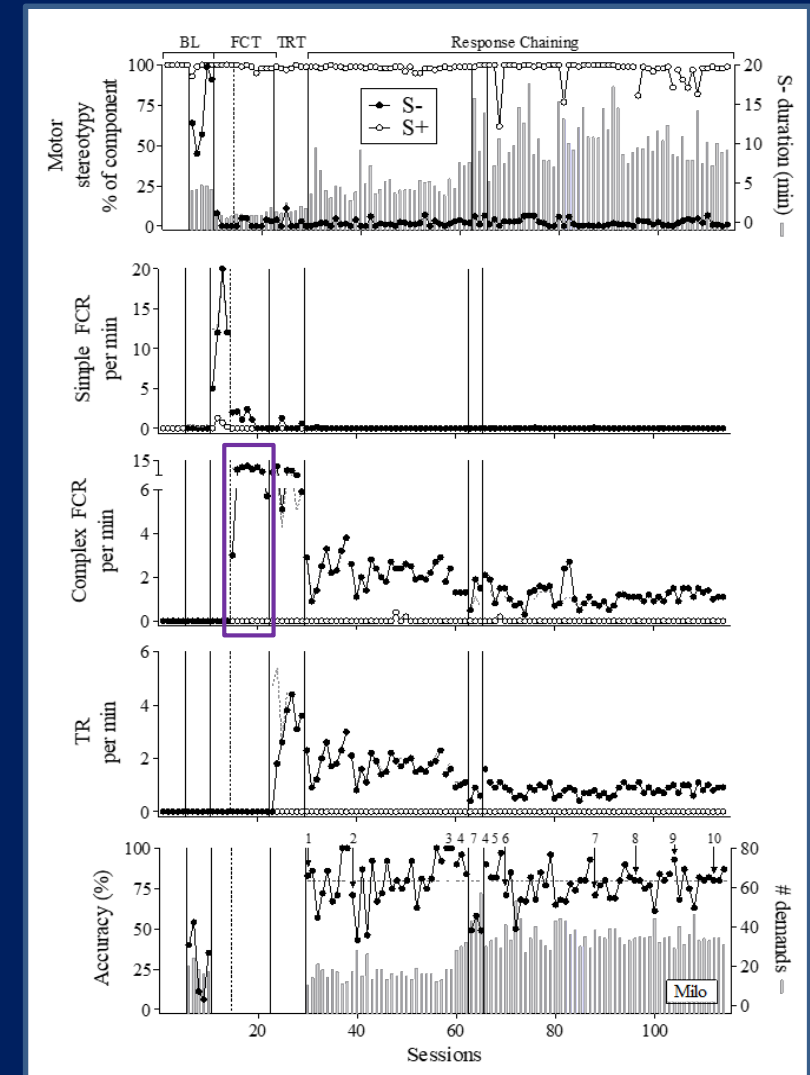 BL FCT TRT Response Chaining
100 20
75 15
50 10
25 5
0 0
Motor
stereotypy
% of component
S-
S+
S- duration (min)
20
15
10
5
0
Simple FCR
per min
15
6
4
2
0
Complex FCR
per min
6
4
2
0
TR
per min
1 2 3 4 7 4 5 6 7 8 9 10
100 80
75 60
50 40
25 20
0 0
Accuracy (%)
# demands
Milo
20 40 60 80 100
Sessions